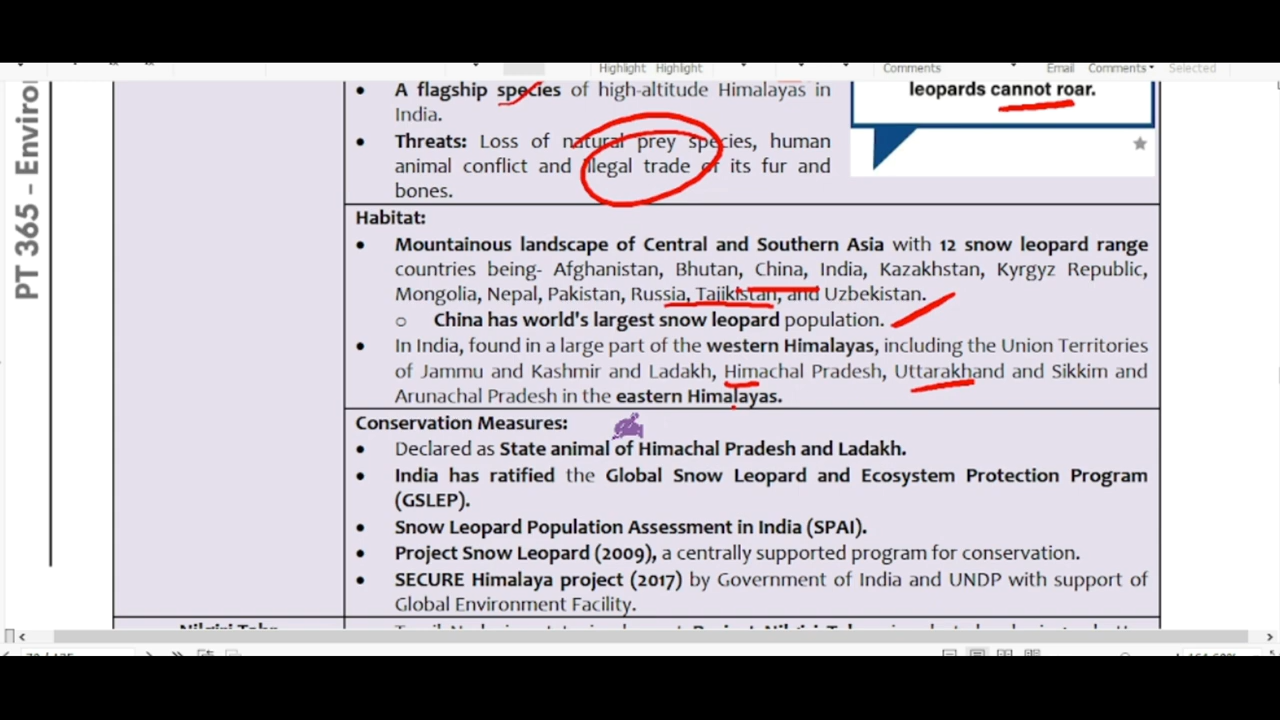 Highlight Highlight Comments Email Comments Selected
PT 365 - Enviro
A flagship species of high-altitude Himalayas in
India.
leopards cannot roar.
Threats: Loss of natural prey species, human
animal conflict and illegal trade of its fur and
bones.
Habitat:
Mountainous landscape of Central and Southern Asia with 12 snow leopard range
countries being- Afghanistan, Bhutan, China, India, Kazakhstan, Kyrgyz Republic,
Mongolia, Nepal, Pakistan, Russia, Tajikistan, and Uzbekistan.
China has world's largest snow leopard population.
In India, found in a large part of the western Himalayas, including the Union Territories
of Jammu and Kashmir and Ladakh, Himachal Pradesh, Uttarakhand and Sikkim and
Arunachal Pradesh in the eastern Himalayas.
Conservation Measures:
Declared as State animal of Himachal Pradesh and Ladakh.
India has ratified the Global Snow Leopard and Ecosystem Protection Program
(GSLEP).
Snow Leopard Population Assessment in India (SPAI).
Project Snow Leopard (2009), a centrally supported program for conservation.
SECURE Himalaya project (2017) by Government of India and UNDP with support of
Global Environment Facility.